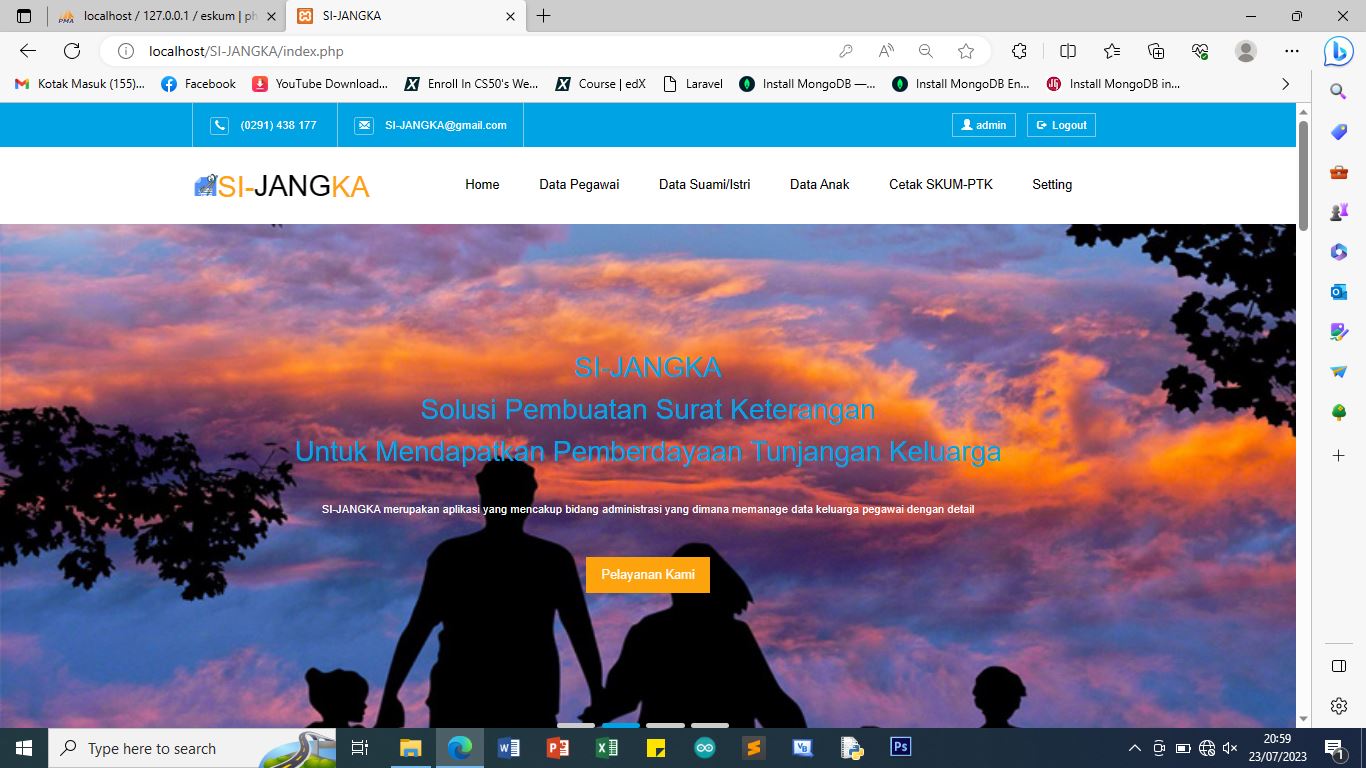 PMA localhost / 127.0.0.1 / eskum | ph
SI-JANGKA
localhost/SI-JANGKA/index.php
Kotak Masuk (155)...
Facebook
YouTube Download...
Enroll In CS50's We...
Course | edX
Laravel
Install MongoDB —...
Install MongoDB En...
Install MongoDB in...
(0291) 438 177
SI-JANGKA@gmail.com
admin
Logout
SI-JANGKA
Home
Data Pegawai
Data Suami/Istri
Data Anak
Cetak SKUM-PTK
Setting
SI-JANGKA
Solusi Pembuatan Surat Keterangan
Untuk Mendapatkan Pemberdayaan Tunjangan Keluarga
SI-JANGKA merupakan aplikasi yang mencakup bidang administrasi yang dimana memanage data keluarga pegawai dengan detail
Pelayanan Kami
Type here to search
Ps
20:59
23/07/2023
1